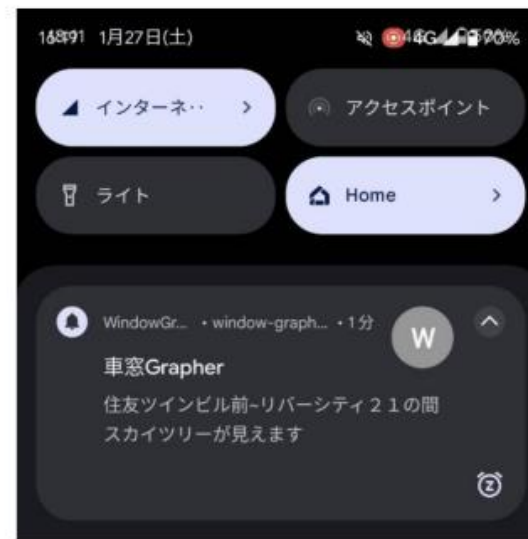 1月27日(土)
4G 70%
インターネ‥
アクセスポイント
ライト
Home
WindowGr... • window-graph... • 1分
W
車窓Grapher
住友ツインビル前~リバーシティ２１の間
スカイツリーが見えます